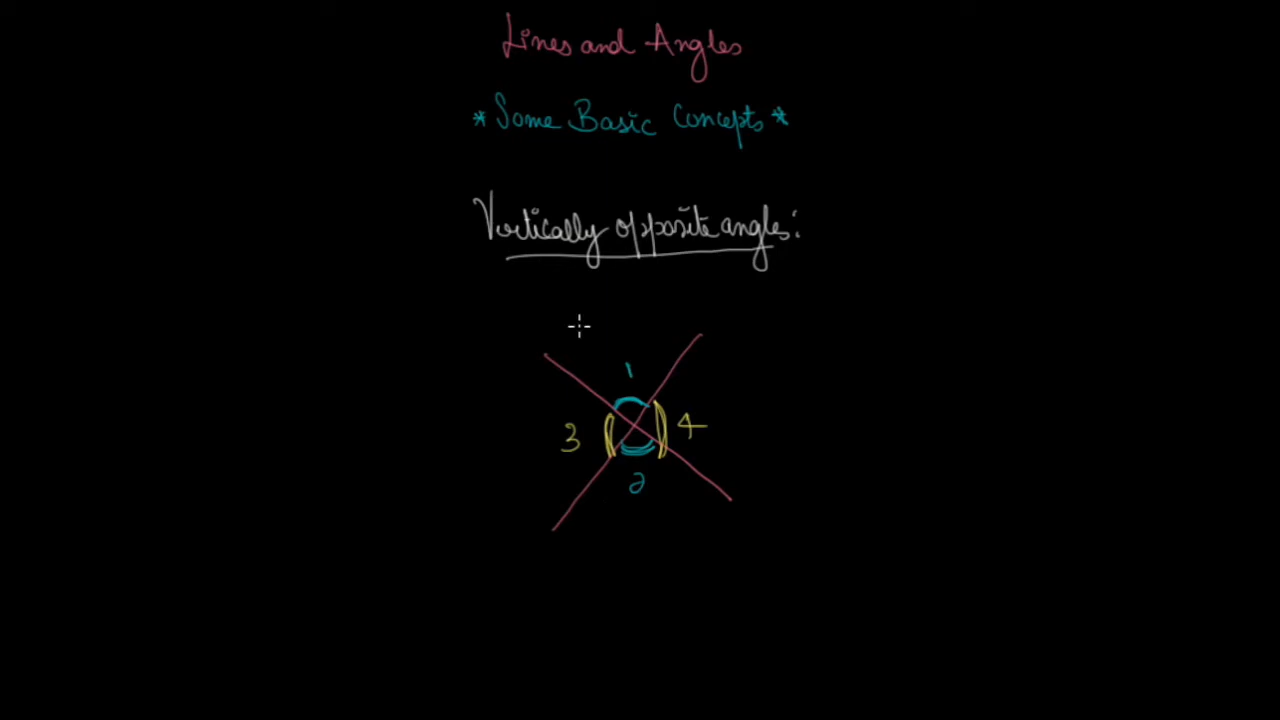 Lines and Angles
*Some Basic Concepts*
Vertically opposite angles:
1
3 4
2